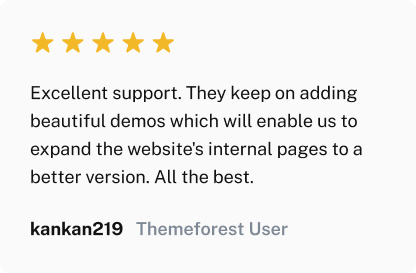 Excellent support. They keep on adding
beautiful demos which will enable us to
expand the website's internal pages to a
better version. All the best.
kankan219 Themeforest User